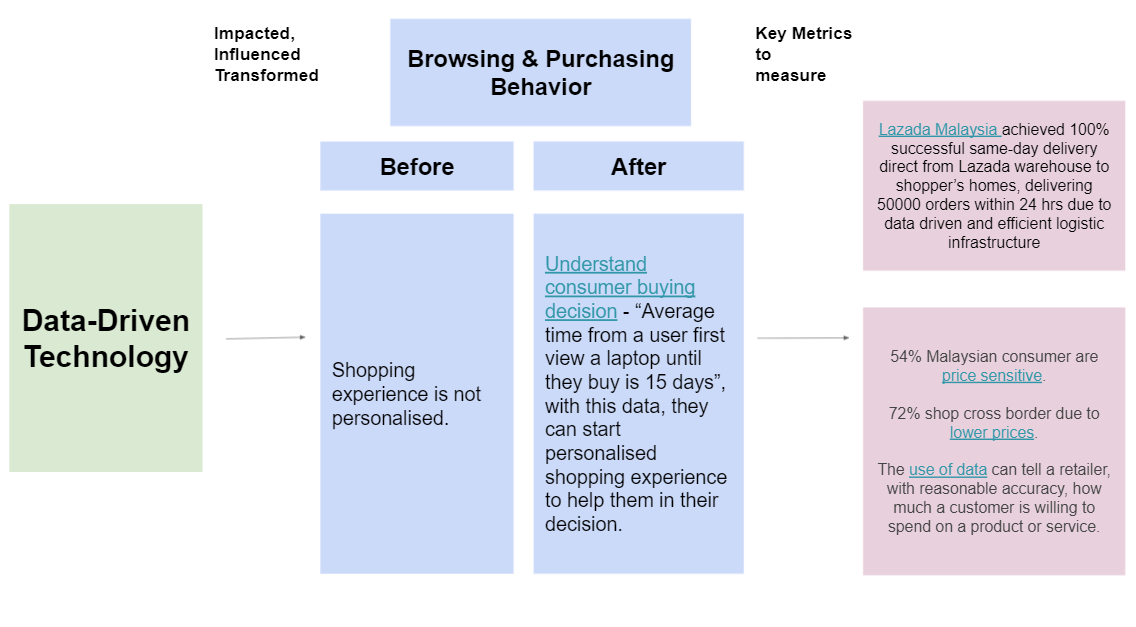 Impacted,
Influenced
Transformed
Browsing & Purchasing
Behavior
Key Metrics
to
measure
Before
After
Data-Driven
Technology
Shopping
experience is not
personalised.
Understand
consumer buying
decision - “Average
time from a user first
view a laptop until
they buy is 15 days”,
with this data, they
can start
personalised
shopping experience
to help them in their
decision.
Lazada Malaysia achieved 100%
successful same-day delivery
direct from Lazada warehouse to
shopper’s homes, delivering
50000 orders within 24 hrs due to
data driven and efficient logistic
infrastructure
54% Malaysian consumer are
price sensitive.
72% shop cross border due to
lower prices.
The use of data can tell a retailer,
with reasonable accuracy, how
much a customer is willing to
spend on a product or service.